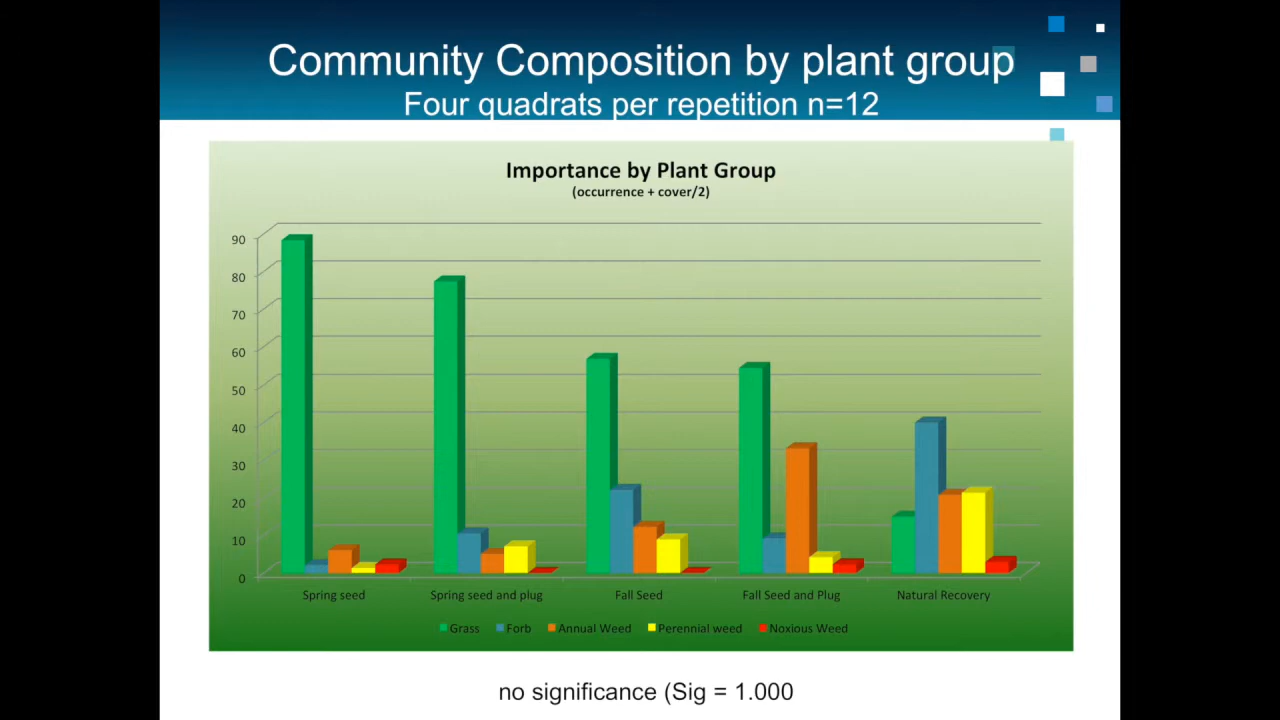 Community Composition by plant group
Four quadrats per repetition n=12
Importance by Plant Group
(occurrence + cover/2)
90
80
70
60
50
40
30
20
10
0
Spring seed
Spring seed and plug
Fall Seed
Fall Seed and Plug
Natural Recovery
Grass Forb Annual Weed Perennial weed Noxious Weed
no significance (Sig = 1.000